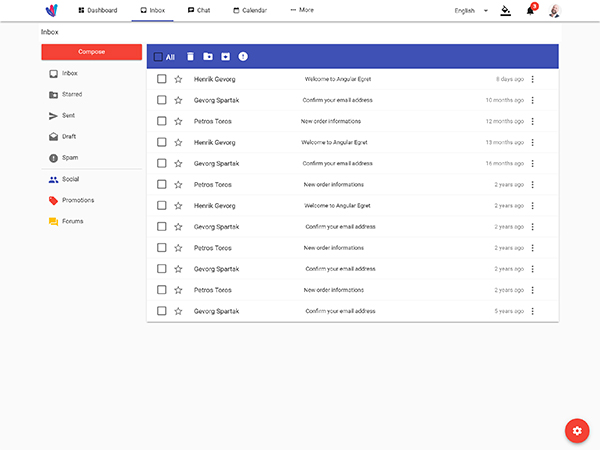 Dashboard Inbox Chat Calendar More English 3
Inbox
Compose
Inbox
Starred
Sent
Draft
Spam
Social
Promotions
Forums
All
Henrik Gevorg Welcome to Angular Egret 8 days ago
Gevorg Spartak Confirm your email address 10 months ago
Petros Toros New order informations 12 months ago
Henrik Gevorg Welcome to Angular Egret 13 months ago
Gevorg Spartak Confirm your email address 16 months ago
Petros Toros New order informations 2 years ago
Henrik Gevorg Welcome to Angular Egret 2 years ago
Gevorg Spartak Confirm your email address 2 years ago
Petros Toros New order informations 2 years ago
Gevorg Spartak Confirm your email address 2 years ago
Petros Toros New order informations 2 years ago
Gevorg Spartak Confirm your email address 5 years ago